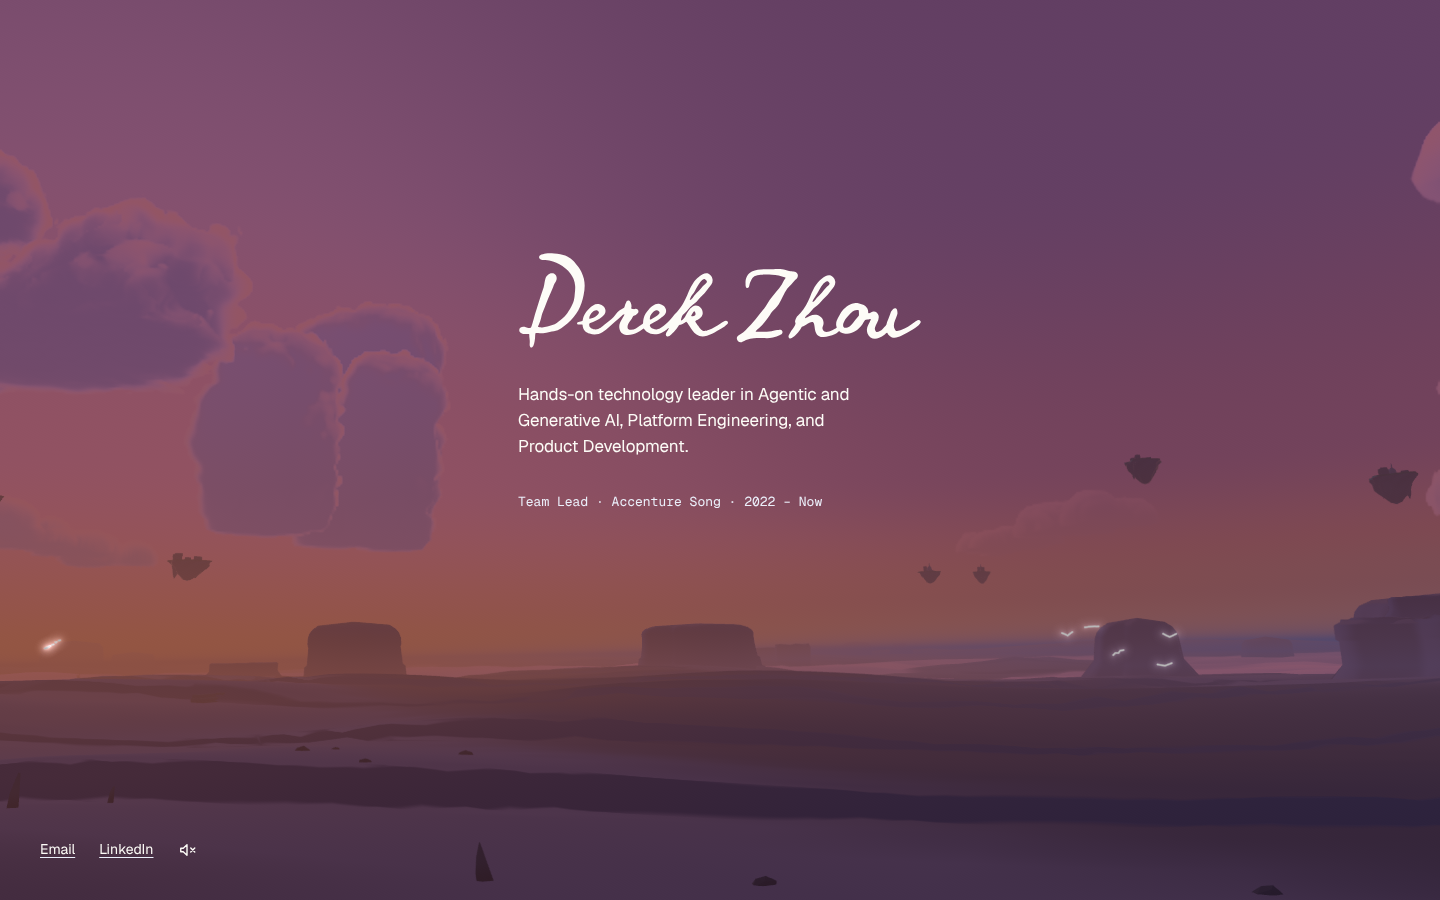 Derek Zhou
Hands-on technology leader in Agentic and
Generative AI, Platform Engineering, and
Product Development.
Team Lead · Accenture Song · 2022 – Now
Email LinkedIn